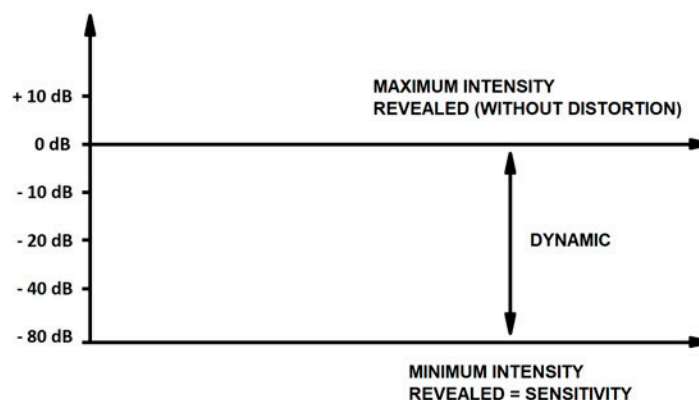 MAXIMUM INTENSITY
REVEALED (WITHOUT DISTORTION)
+ 10 dB
0 dB
- 10 dB
- 20 dB
- 40 dB
- 80 dB
DYNAMIC
MINIMUM INTENSITY
REVEALED = SENSITIVITY